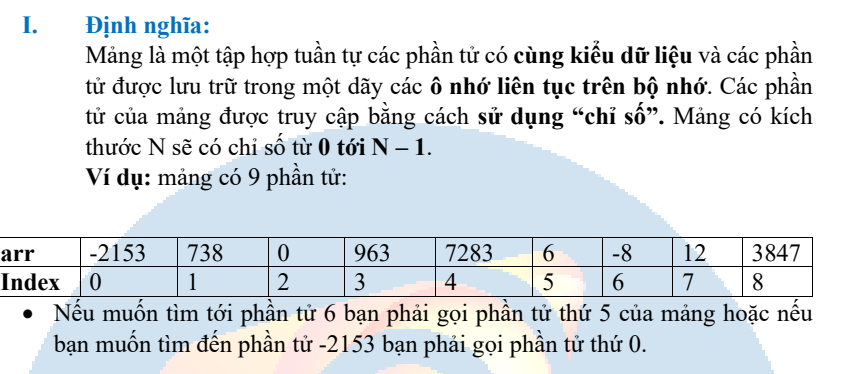 I. Định nghĩa:
Mảng là một tập hợp tuần tự các phần tử có cùng kiểu dữ liệu và các phần
tử được lưu trữ trong một dãy các ô nhớ liên tục trên bộ nhớ. Các phần
tử của mảng được truy cập bằng cách sử dụng “chỉ số”. Mảng có kích
thước N sẽ có chỉ số từ 0 tới N – 1.
Ví dụ: mảng có 9 phần tử:
arr -2153 738 0 963 7283 6 -8 12 3847
Index 0 1 2 3 4 5 6 7 8
• Nếu muốn tìm tới phần tử 6 bạn phải gọi phần tử thứ 5 của mảng hoặc nếu
bạn muốn tìm đến phần tử -2153 bạn phải gọi phần tử thứ 0.